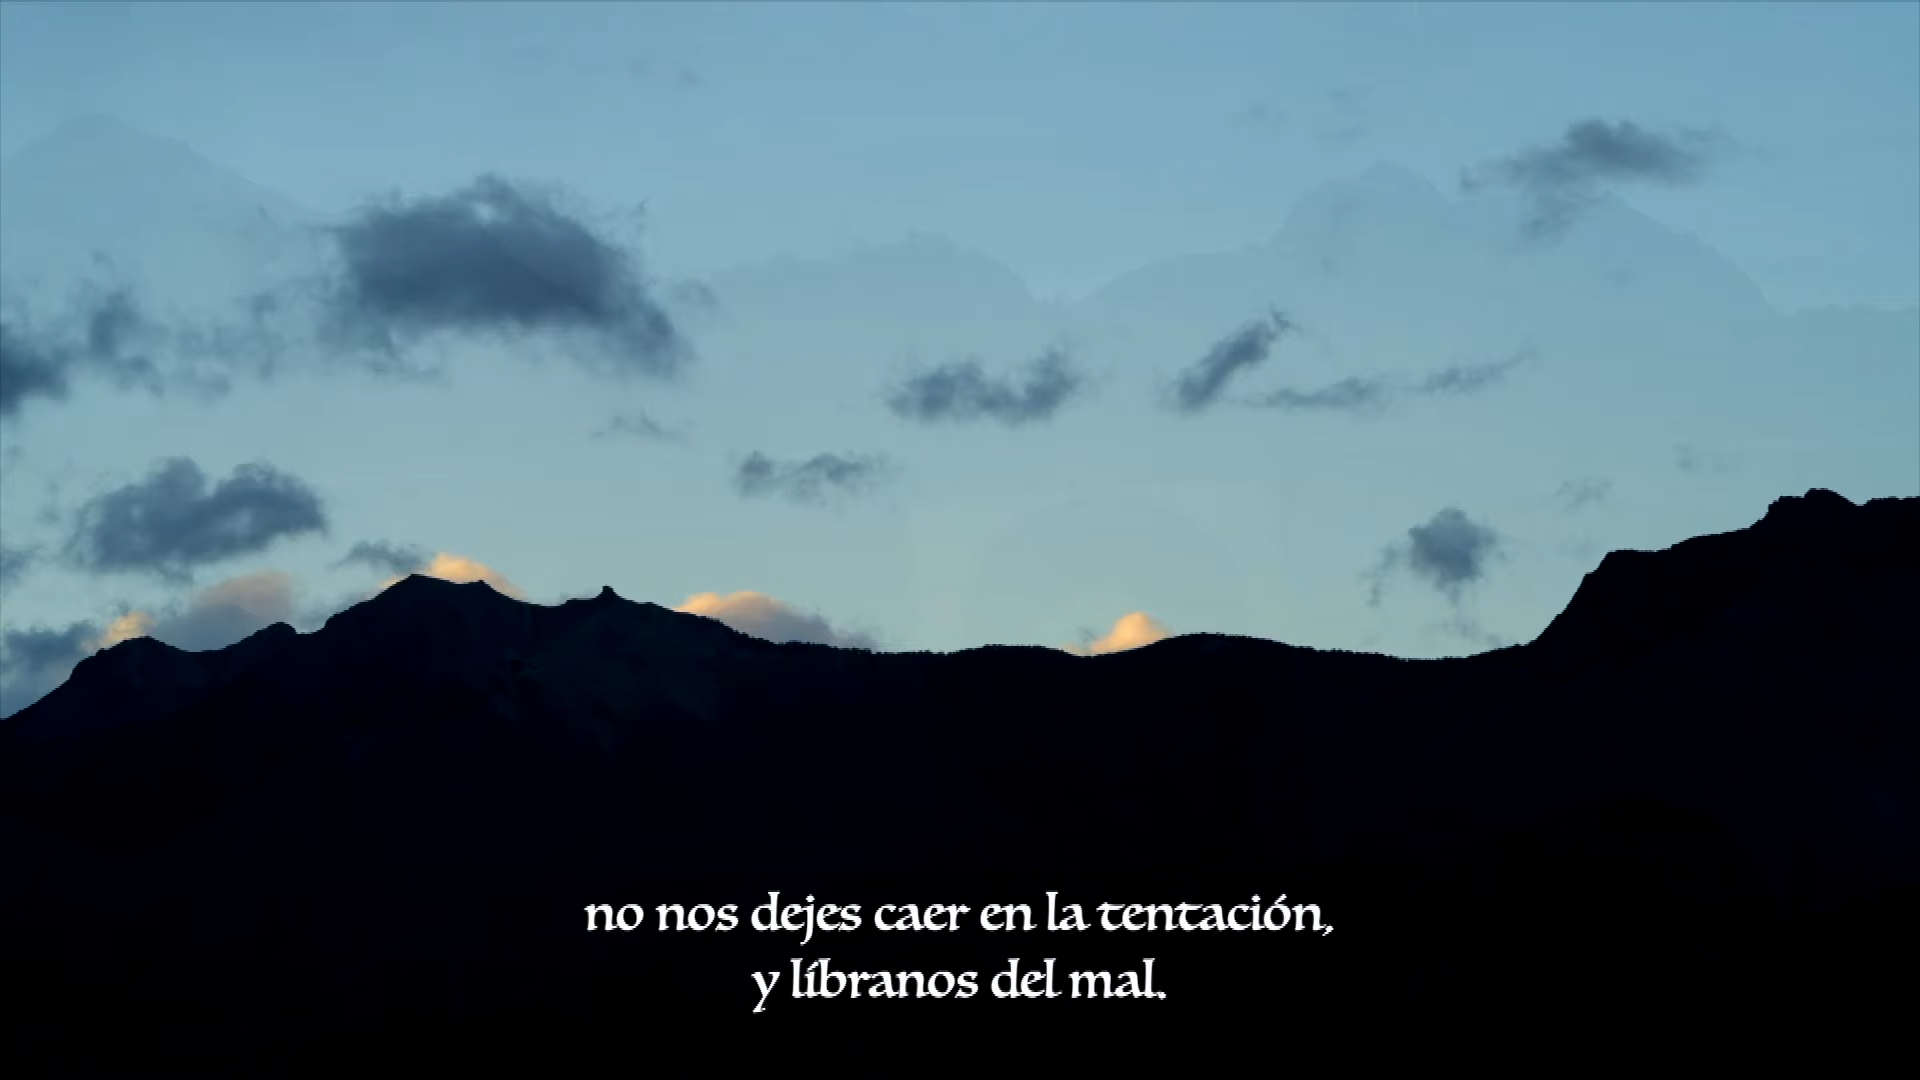 no nos dejes caer en la tentación,
y líbranos del mal.